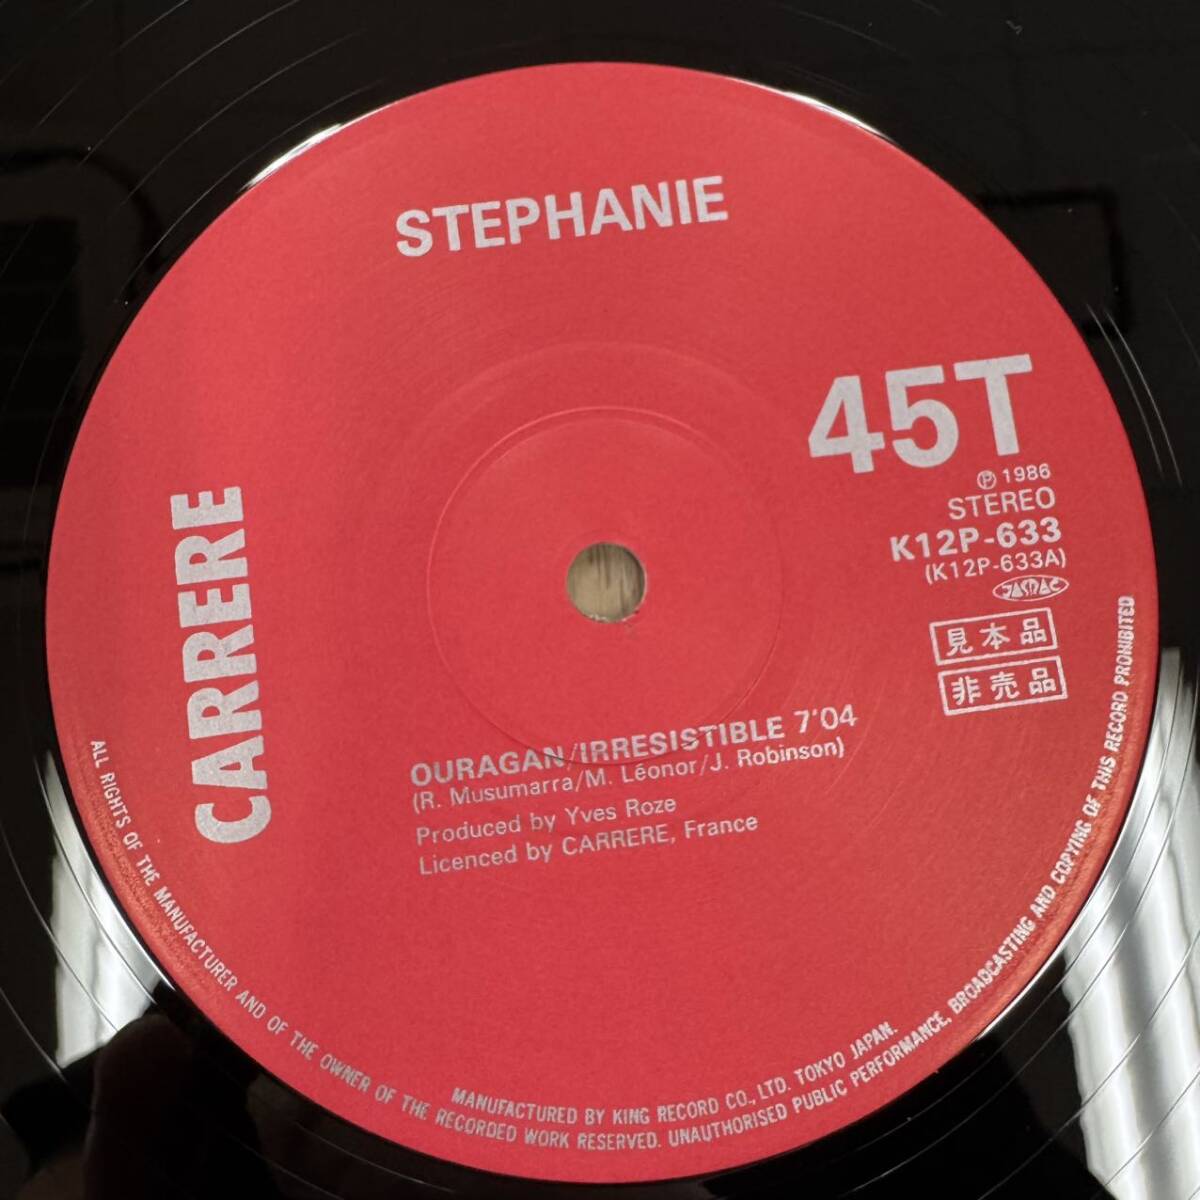 STEPHANIE
45T
Ⓟ 1986
STEREO
K12P-633
(K12P-633A)
JASRAC
見本品
非売品
CARRERE
OURAGAN/IRRESISTIBLE 7'04
(R. Musumarra/M. Léonor/J. Robinson)
Produced by Yves Roze
Licenced by CARRERE, France
MANUFACTURED BY KING RECORD CO., LTD. TOKYO JAPAN.
ALL RIGHTS OF THE MANUFACTURER AND OF THE OWNER OF THE RECORDED WORK RESERVED. UNAUTHORISED PUBLIC PERFORMANCE, BROADCASTING AND COPYING OF THIS RECORD PROHIBITED